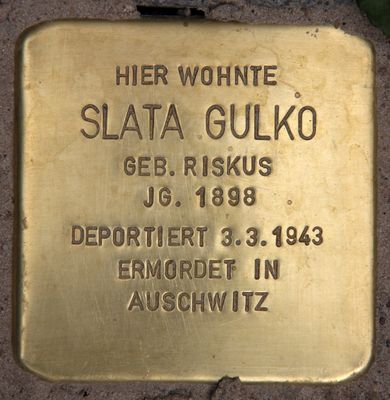 HIER WOHNTE
SLATA GULKO
GEB. RISKUS
JG. 1898
DEPORTIERT 3.3.1943
ERMORDET IN
AUSCHWITZ